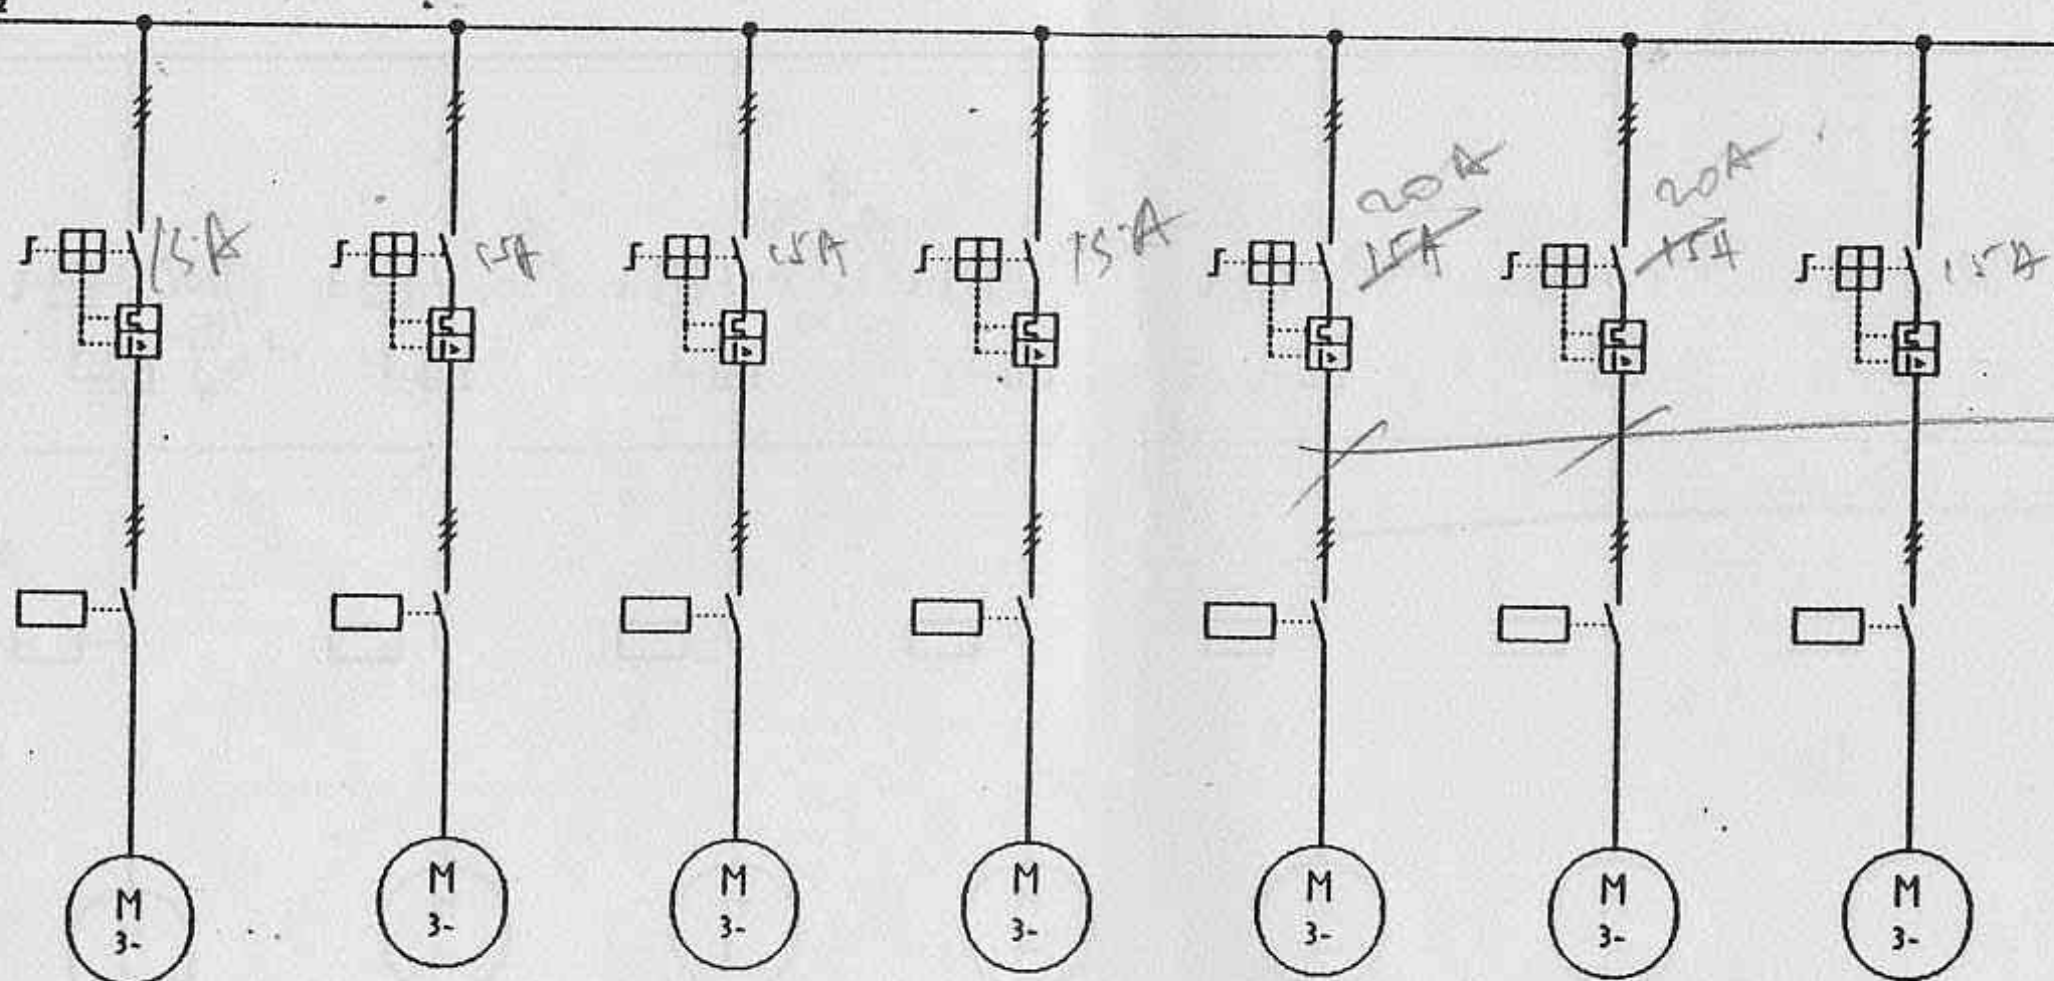 20A 20A
15A 15A 15A 15A 15A 15A 15A
M M M M M M M
3~ 3~ 3~ 3~ 3~ 3~ 3~